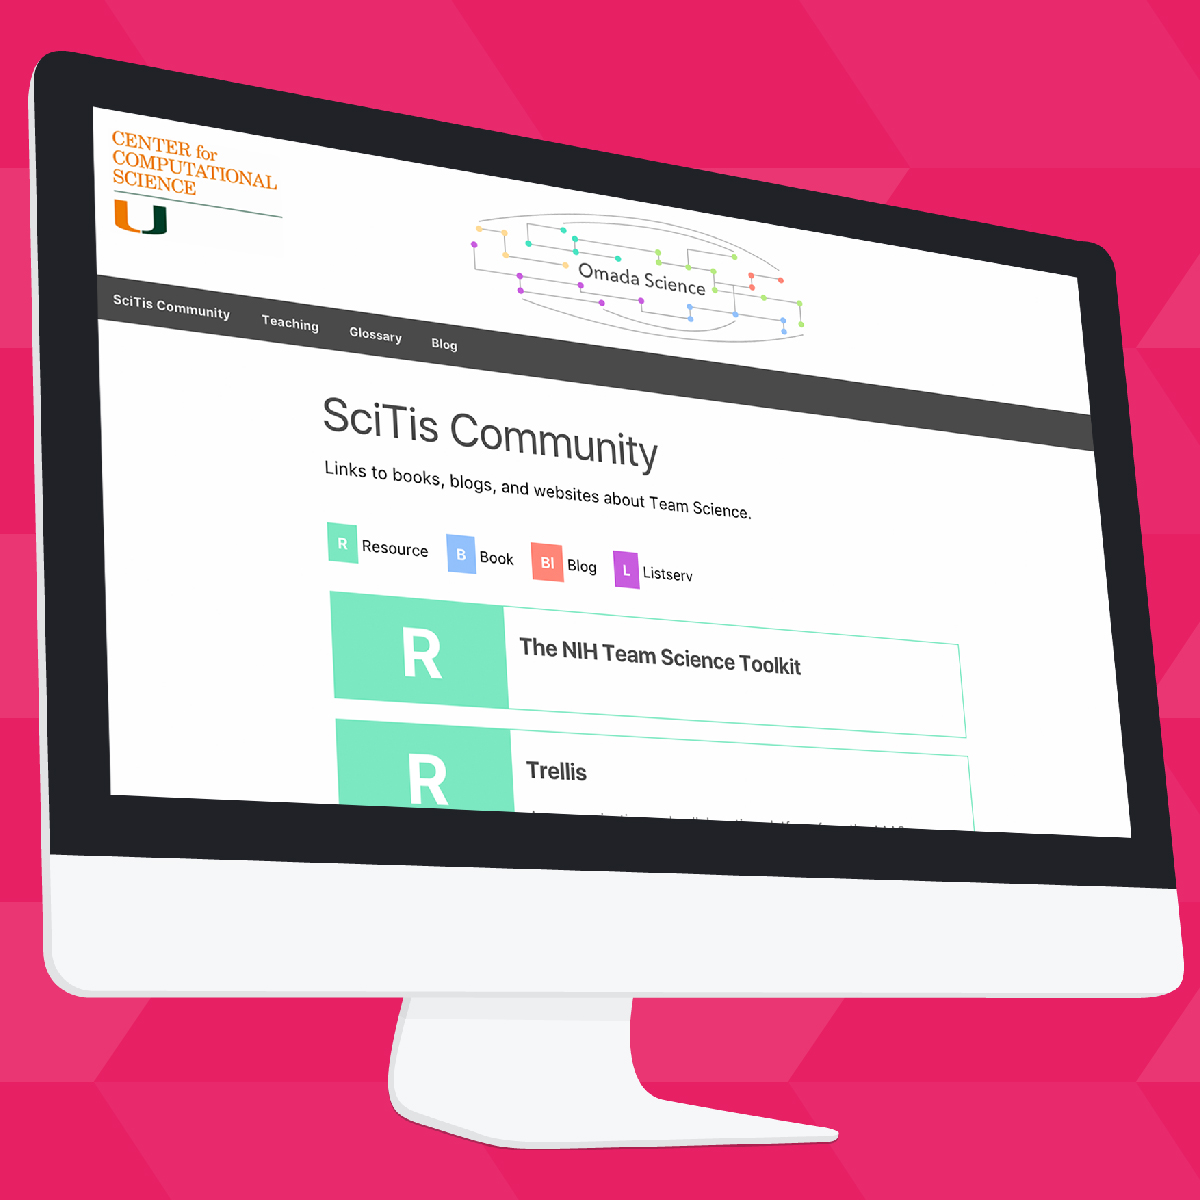 CENTER for
COMPUTATIONAL
SCIENCE
U
Omada Science
SciTis Community Teaching Glossary Blog
SciTis Community
Links to books, blogs, and websites about Team Science.
R Resource B Book Bl Blog L Listserv
R The NIH Team Science Toolkit
R Trellis